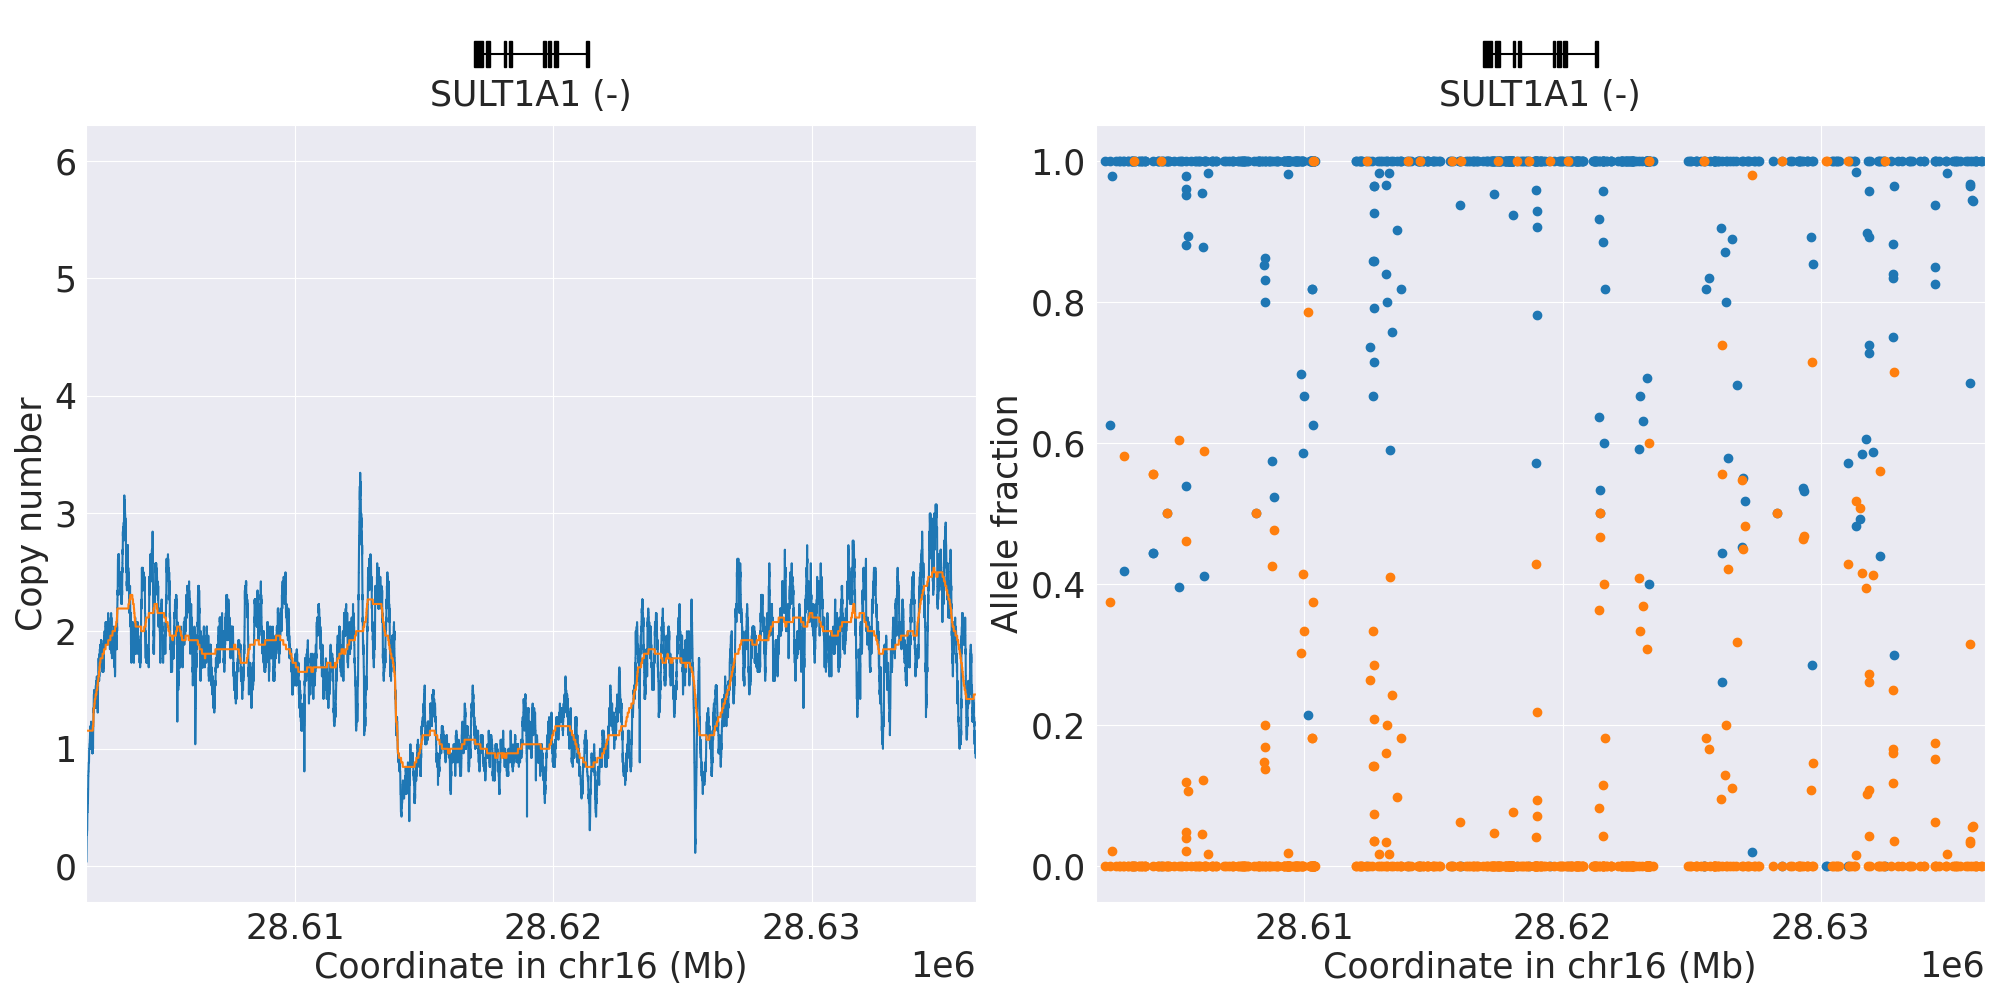 SULT1A1 (-)
Copy number
6
5
4
3
2
1
0
28.61 28.62 28.63
Coordinate in chr16 (Mb) 1e6
SULT1A1 (-)
Allele fraction
1.0
0.8
0.6
0.4
0.2
0.0
28.61 28.62 28.63
Coordinate in chr16 (Mb) 1e6